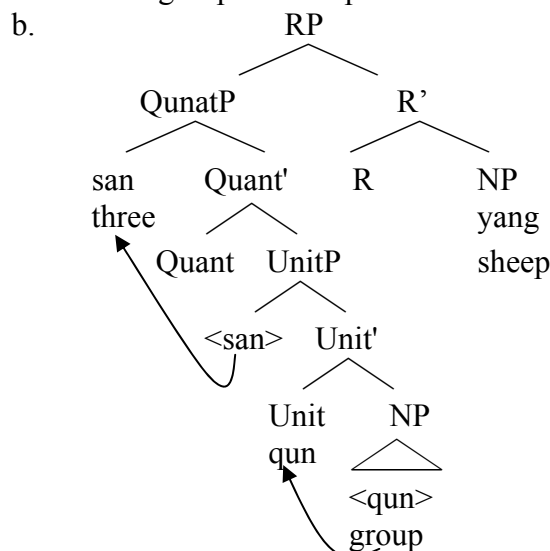 b. RP
QunatP R’
san Quant' R NP
three yang
Quant UnitP sheep
<san> Unit'
Unit NP
qun
<qun>
group